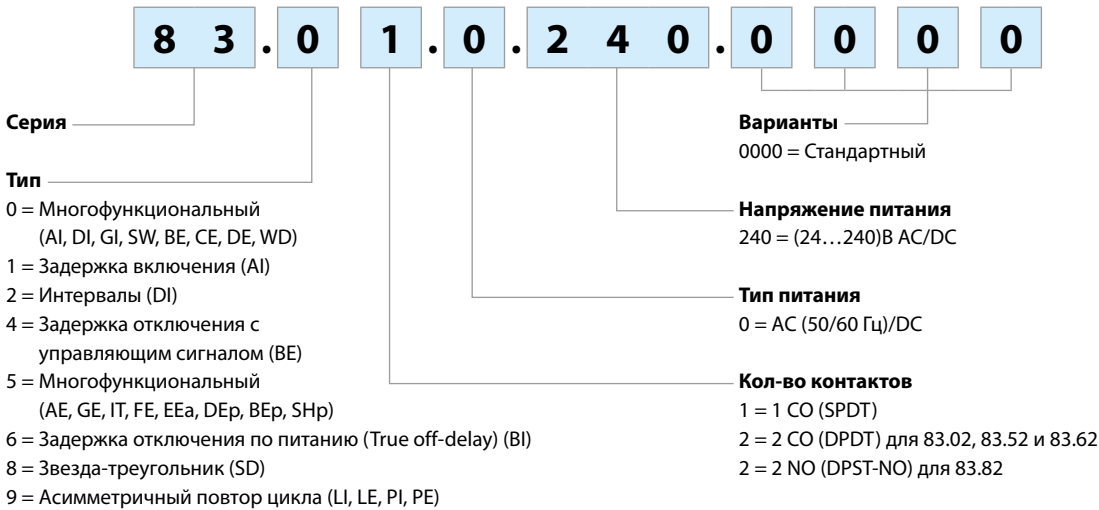 8 3 . 0 1 . 0 . 2 4 0 . 0 0 0 0
Серия
Тип
0 = Многофункциональный
(AI, DI, GI, SW, BE, CE, DE, WD)
1 = Задержка включения (AI)
2 = Интервалы (DI)
4 = Задержка отключения с
управляющим сигналом (BE)
5 = Многофункциональный
(AE, GE, IT, FE, EEa, DEp, BEp, SHp)
6 = Задержка отключения по питанию (True off-delay) (BI)
8 = Звезда-треугольник (SD)
9 = Асимметричный повтор цикла (LI, LE, PI, PE)
Варианты
0000 = Стандартный
Напряжение питания
240 = (24…240)В AC/DC
Тип питания
0 = AC (50/60 Гц)/DC
Кол-во контактов
1 = 1 CO (SPDT)
2 = 2 CO (DPDT) для 83.02, 83.52 и 83.62
2 = 2 NO (DPST-NO) для 83.82